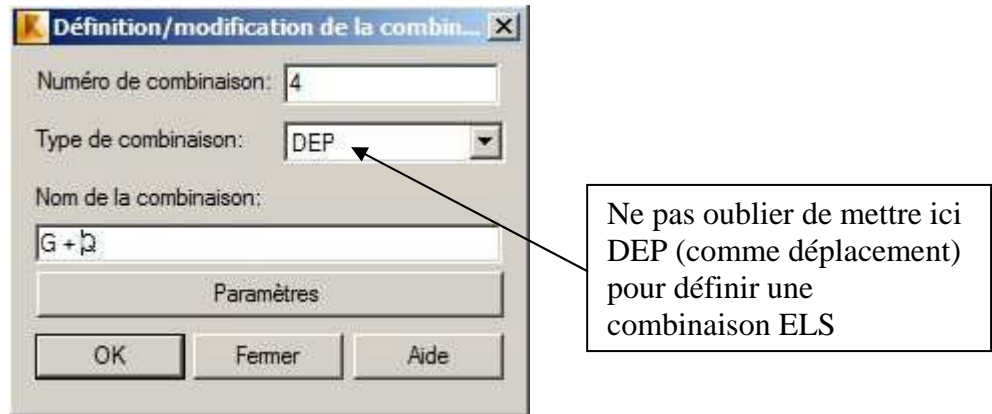 Définition/modification de la combin...
Numéro de combinaison: 4
Type de combinaison: DEP
Nom de la combinaison:
G + Q
Paramètres
OK Fermer Aide
Ne pas oublier de mettre ici
DEP (comme déplacement)
pour définir une
combinaison ELS